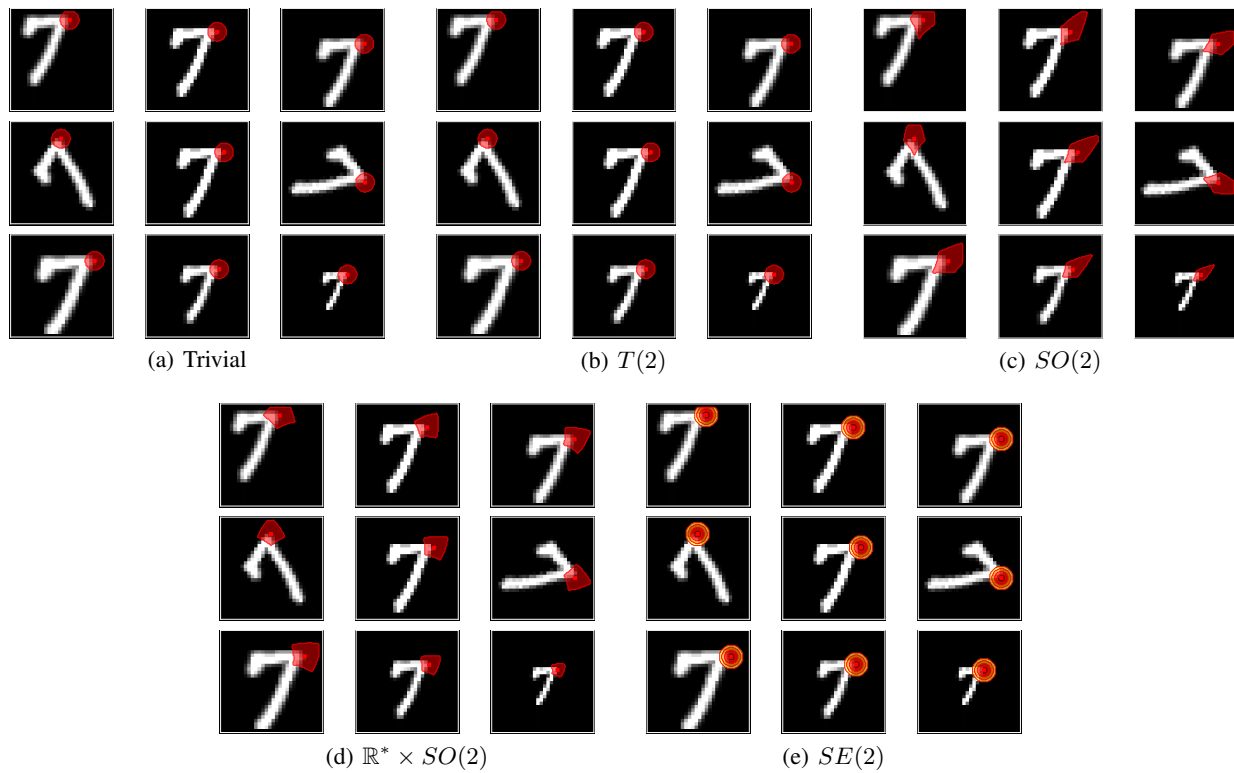 (a) Trivial
(b) T(2)
(c) SO(2)
(d) ℝ* × SO(2)
(e) SE(2)